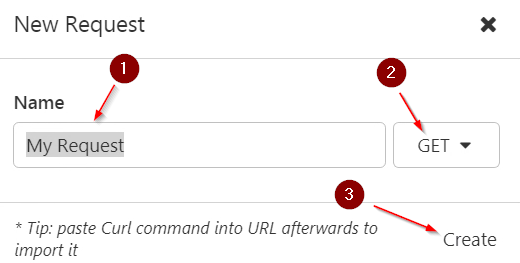 New Request
1
2
Name
My Request
GET
3
* Tip: paste Curl command into URL afterwards to
import it
Create